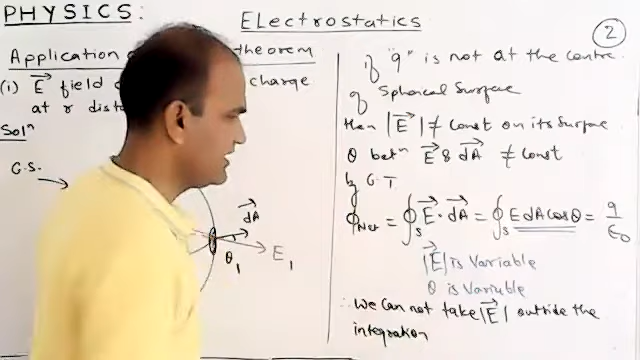 PHYSICS:
Electrostatics
2
Application theorem
(i) E⃗ field charge
at r dist
Solⁿ
G.S.
dA⃗
θ₁
E₁
if "q" is not at the centre
of Spherical Surface
then |E⃗| ≠ Const on its Surface.
θ betⁿ E⃗ & dA⃗ ≠ Const
by G.T
ϕNet = ∮S E⃗ · dA⃗ = ∮S E dA cosθ = q/ε₀
|E⃗| is Variable
θ is Variable
∴ We Can not take |E⃗| outside the
integration